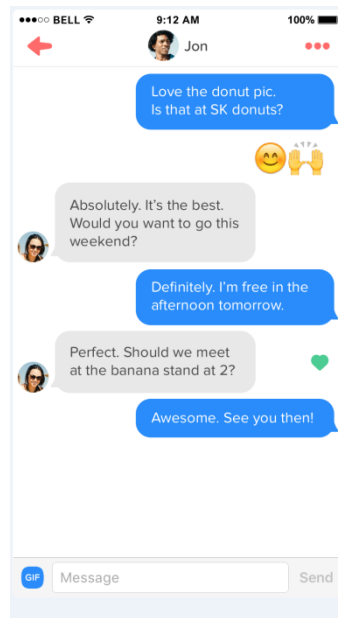 BELL 9:12 AM 100%
Jon
Love the donut pic.
Is that at SK donuts?
Absolutely. It's the best.
Would you want to go this
weekend?
Definitely. I'm free in the
afternoon tomorrow.
Perfect. Should we meet
at the banana stand at 2?
Awesome. See you then!
GIF Message Send